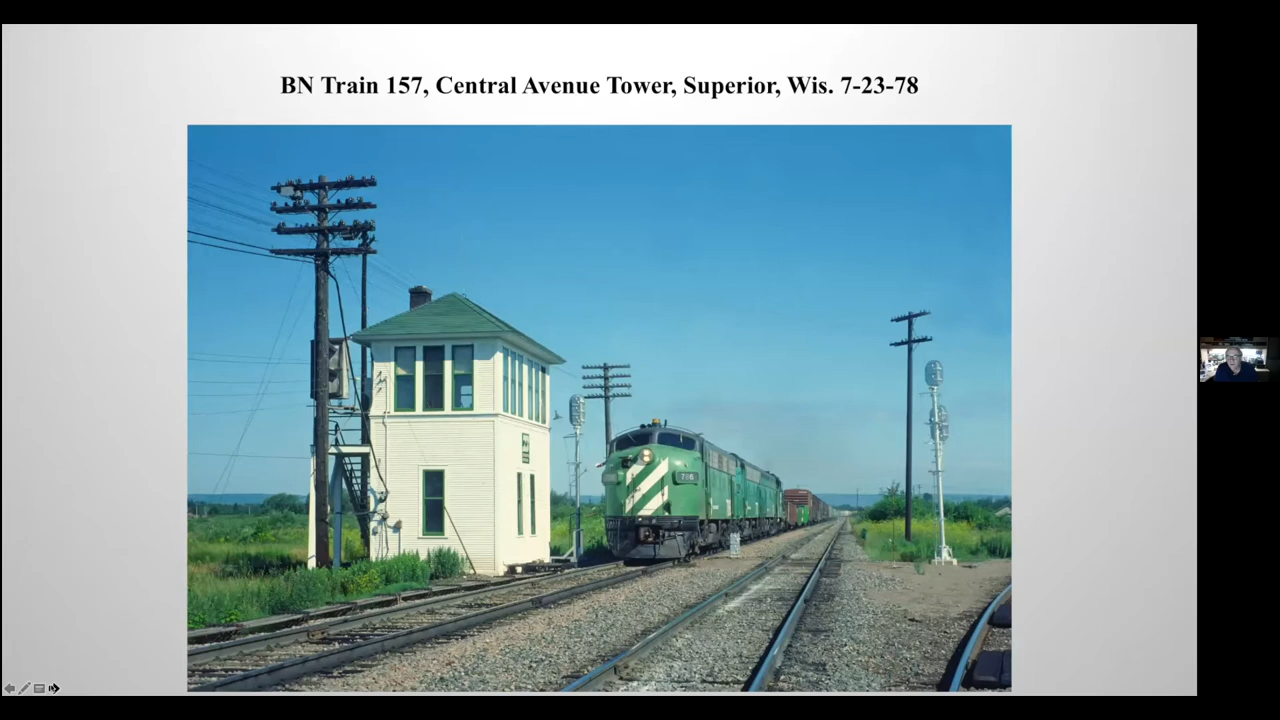 BN Train 157, Central Avenue Tower, Superior, Wis. 7-23-78